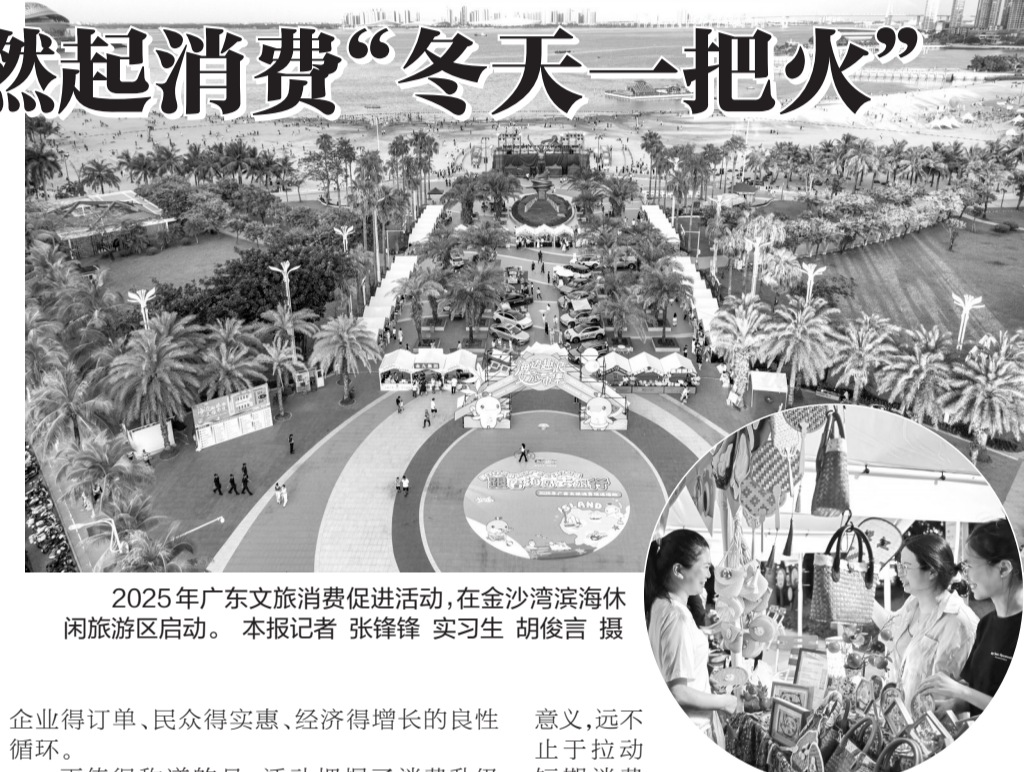 燃起消费“冬天一把火”
2025年广东文旅消费促进活动，在金沙湾滨海休
闲旅游区启动。 本报记者 张锋锋 实习生 胡俊言 摄
企业得订单、民众得实惠、经济得增长的良性
循环。
意义，远不
止于拉动
短期消费